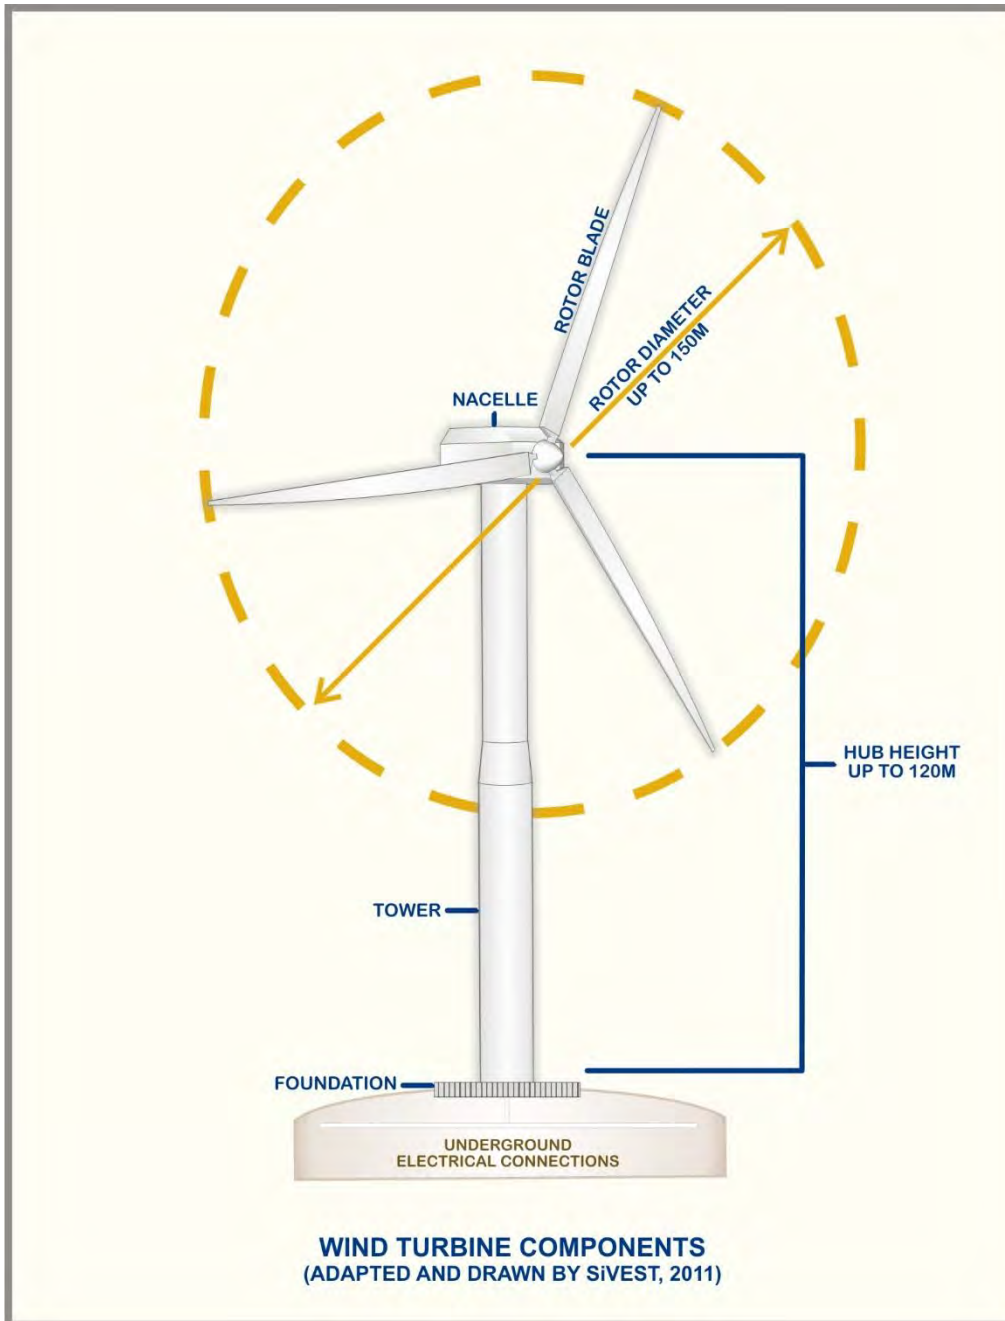 ROTOR BLADE
ROTOR DIAMETER
UP TO 150M
NACELLE
HUB HEIGHT
UP TO 120M
TOWER
FOUNDATION
UNDERGROUND
ELECTRICAL CONNECTIONS
WIND TURBINE COMPONENTS
(ADAPTED AND DRAWN BY SiVEST, 2011)